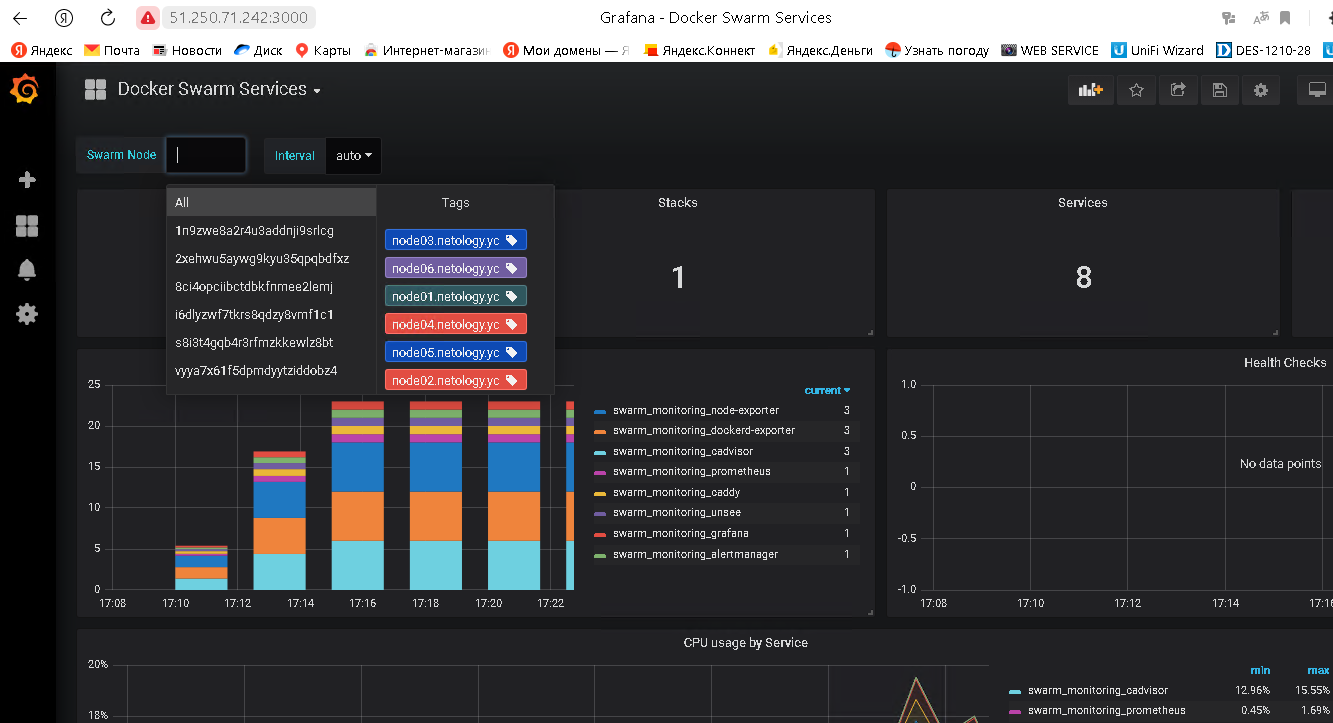 51.250.71.242:3000
Grafana - Docker Swarm Services
Яндекс Почта Новости Диск Карты Интернет-магазин Мои домены — Я Яндекс.Коннект Яндекс.Деньги Узнать погоду WEB SERVICE UniFi Wizard DES-1210-28
Docker Swarm Services
Swarm Node
Interval auto
All
1n9zwe8a2r4u3addnji9srlcg
2xehwu5aywg9kyu35qpqbdfxz
8ci4opciibctdbkfnmee2lemj
i6dlyzwf7tkrs8qdzy8vmf1c1
s8i3t4gqb4r3rfmzkkewlz8bt
vyya7x61f5dpmdyytziddobz4
Tags
node03.netology.yc
node06.netology.yc
node01.netology.yc
node04.netology.yc
node05.netology.yc
node02.netology.yc
Stacks
1
Services
8
25
20
15
10
5
0
17:08 17:10 17:12 17:14 17:16 17:18 17:20 17:22
current
swarm_monitoring_node-exporter 3
swarm_monitoring_dockerd-exporter 3
swarm_monitoring_cadvisor 3
swarm_monitoring_prometheus 1
swarm_monitoring_caddy 1
swarm_monitoring_unsee 1
swarm_monitoring_grafana 1
swarm_monitoring_alertmanager 1
Health Checks
1.0
0.5
0
-0.5
-1.0
No data points
17:08 17:10 17:12 17:14 17:16
CPU usage by Service
20%
18%
min max
swarm_monitoring_cadvisor 12.96% 15.55%
swarm_monitoring_prometheus 0.45% 1.69%